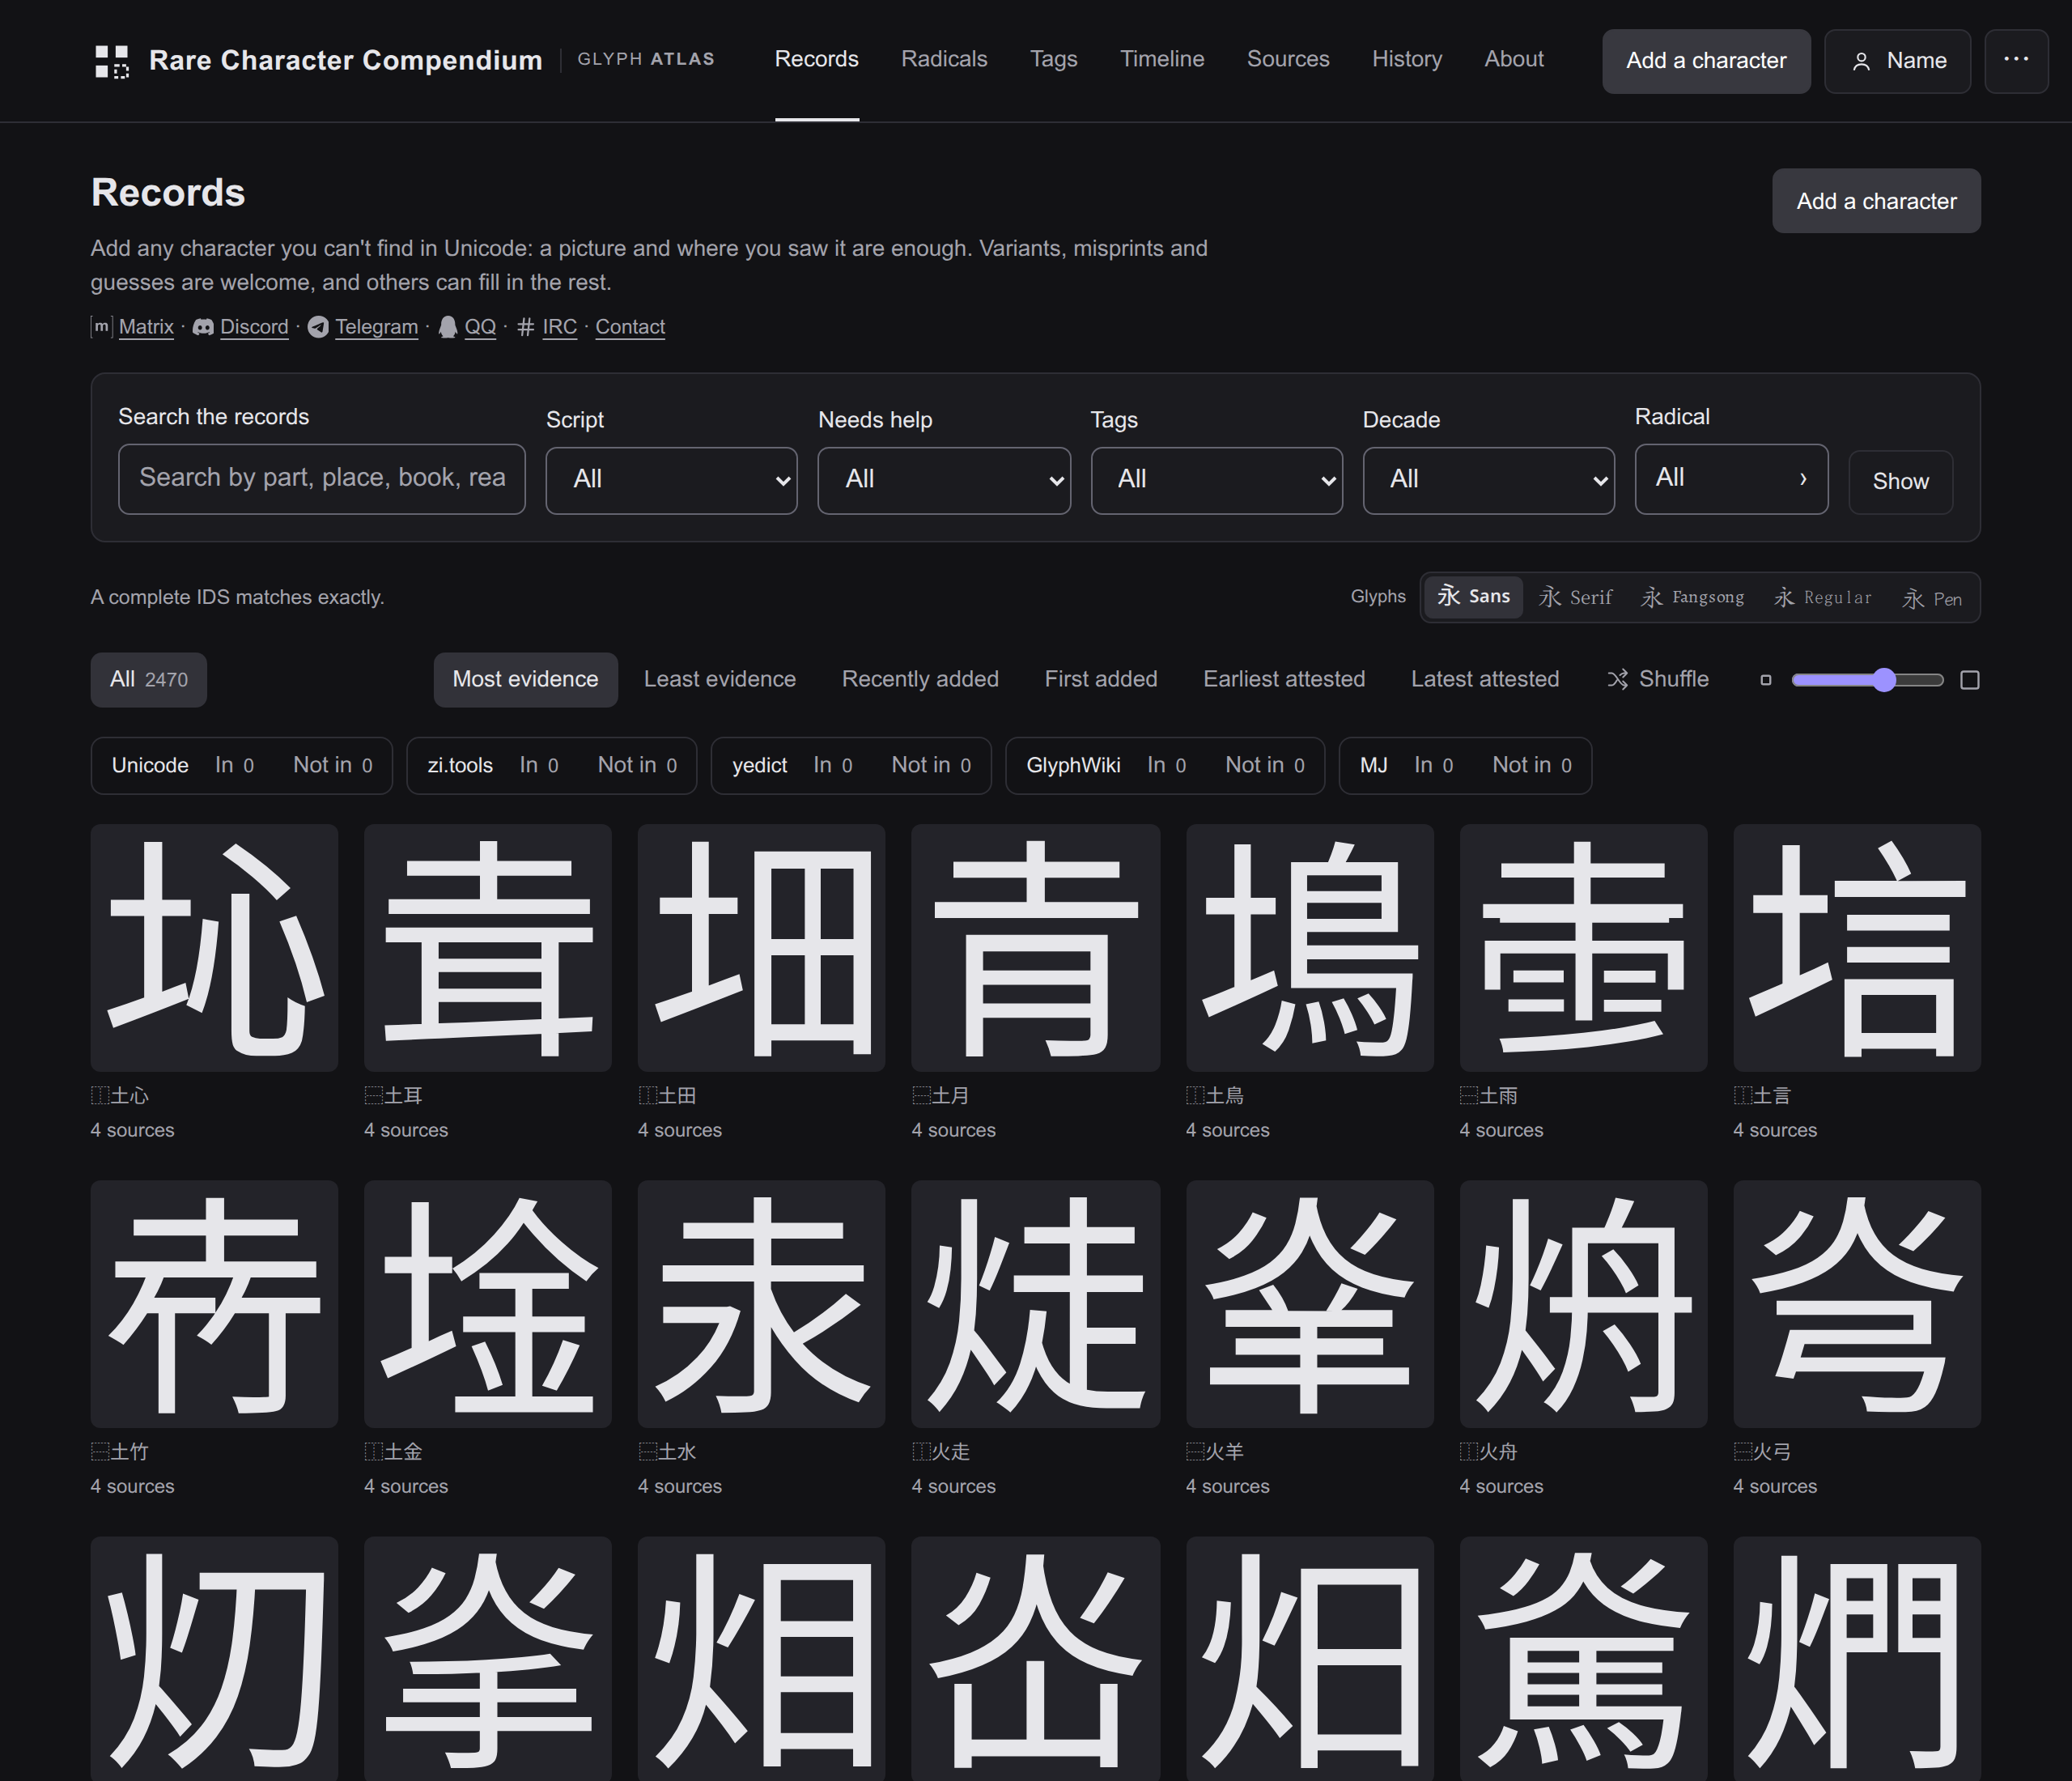 Rare Character Compendium GLYPH ATLAS Records Radicals Tags Timeline Sources History About Add a character Name ...
Records Add a character
Add any character you can't find in Unicode: a picture and where you saw it are enough. Variants, misprints and
guesses are welcome, and others can fill in the rest.
[m] Matrix · Discord · Telegram · QQ · # IRC · Contact
Search the records Script Needs help Tags Decade Radical
Search by part, place, book, rea All All All All All › Show
A complete IDS matches exactly. Glyphs 永 Sans 永 Serif 永 Fangsong 永 Regular 永 Pen
All 2470 Most evidence Least evidence Recently added First added Earliest attested Latest attested Shuffle
Unicode In 0 Not in 0 zi.tools In 0 Not in 0 yedict In 0 Not in 0 GlyphWiki In 0 Not in 0 MJ In 0 Not in 0
⿰土心 ⿱土耳 ⿰土田 ⿱土月 ⿰土鳥 ⿱土雨 ⿰土言
4 sources 4 sources 4 sources 4 sources 4 sources 4 sources 4 sources
⿱土竹 ⿰土金 ⿱土水 ⿰火走 ⿱火羊 ⿰火舟 ⿱火弓
4 sources 4 sources 4 sources 4 sources 4 sources 4 sources 4 sources